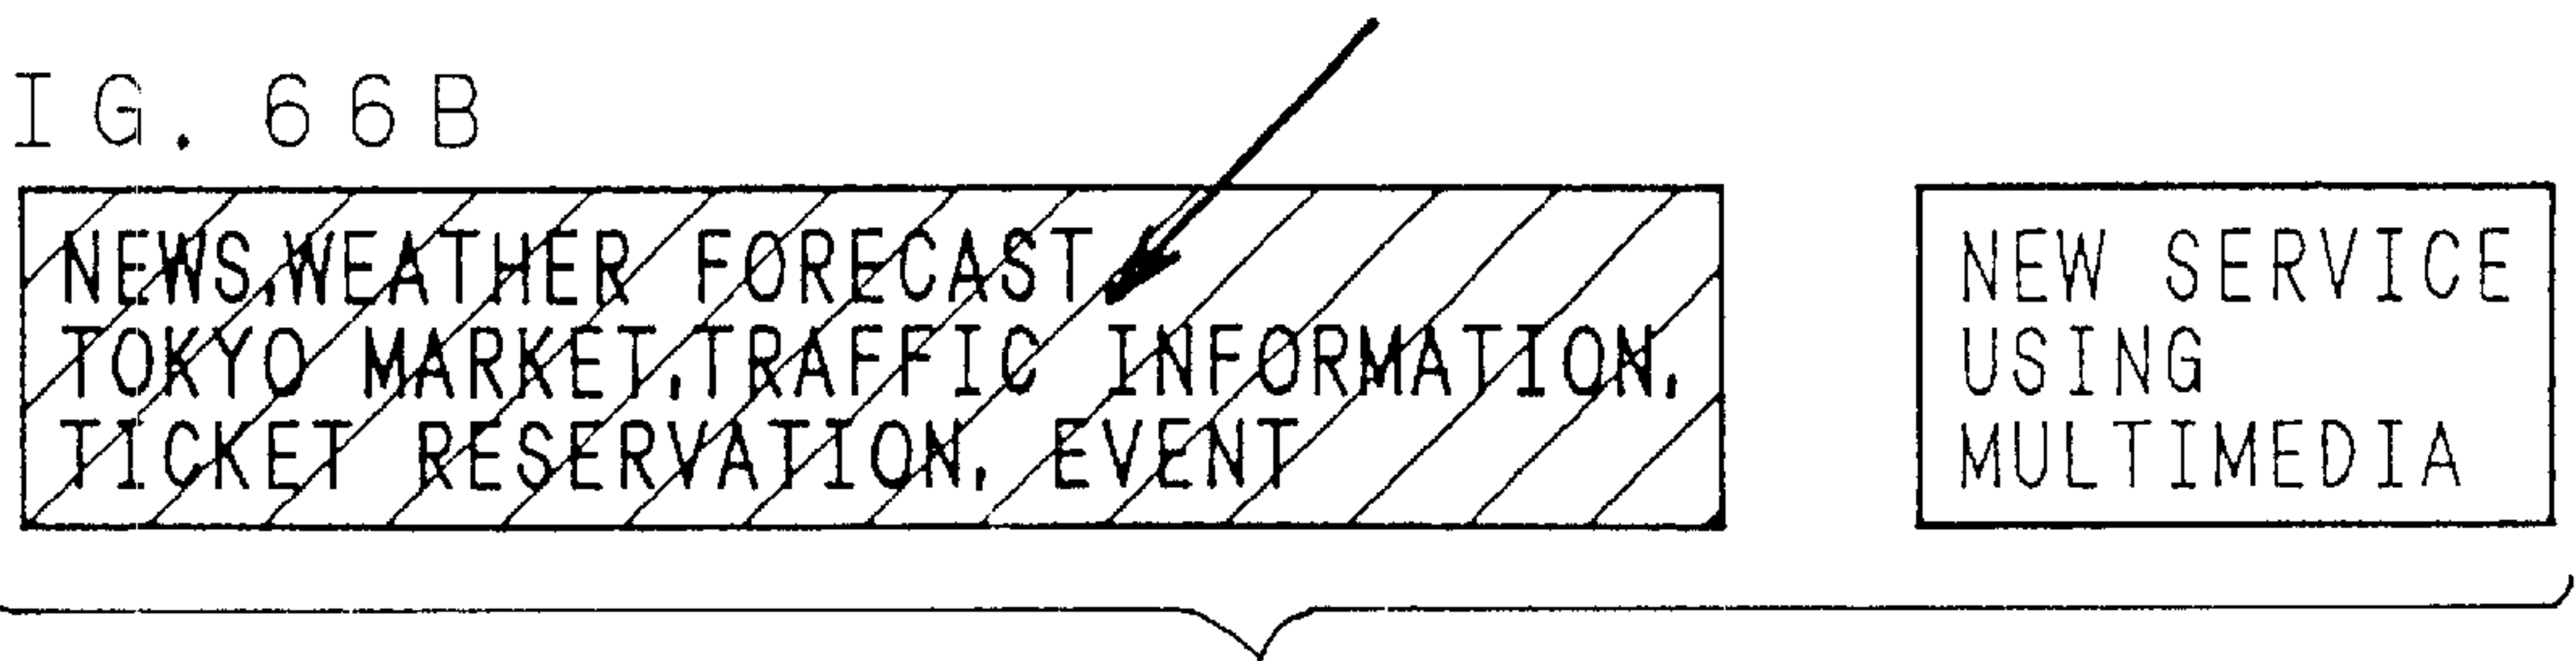 IG. 66B
NEWS,WEATHER FORECAST
TOKYO MARKET,TRAFFIC INFORMATION,
TICKET RESERVATION, EVENT
NEW SERVICE
USING
MULTIMEDIA